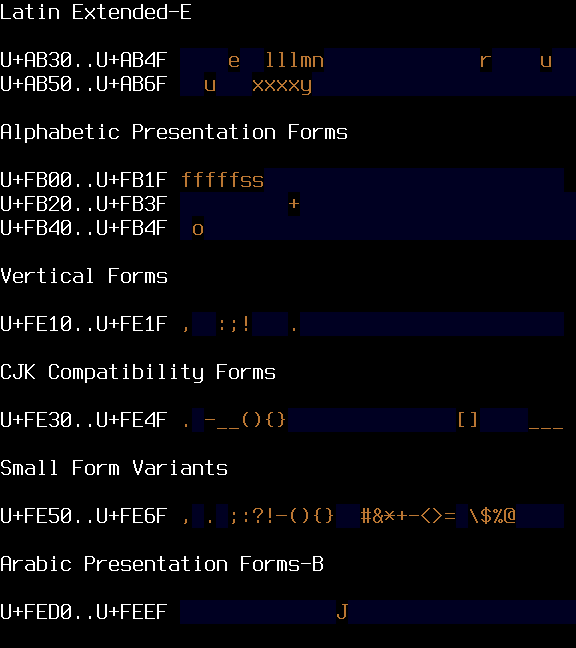 Latin Extended-E
U+AB30..U+AB4F     e  lllmn             r    u
U+AB50..U+AB6F   u   xxxxy
Alphabetic Presentation Forms
U+FB00..U+FB1F fffffss
U+FB20..U+FB3F          +
U+FB40..U+FB4F  o
Vertical Forms
U+FE10..U+FE1F ,  :;!   .
CJK Compatibility Forms
U+FE30..U+FE4F . -__(){}              []    ___
Small Form Variants
U+FE50..U+FE6F , . ;:?!-(){}  #&*+-<>= \$%@
Arabic Presentation Forms-B
U+FED0..U+FEEF              J